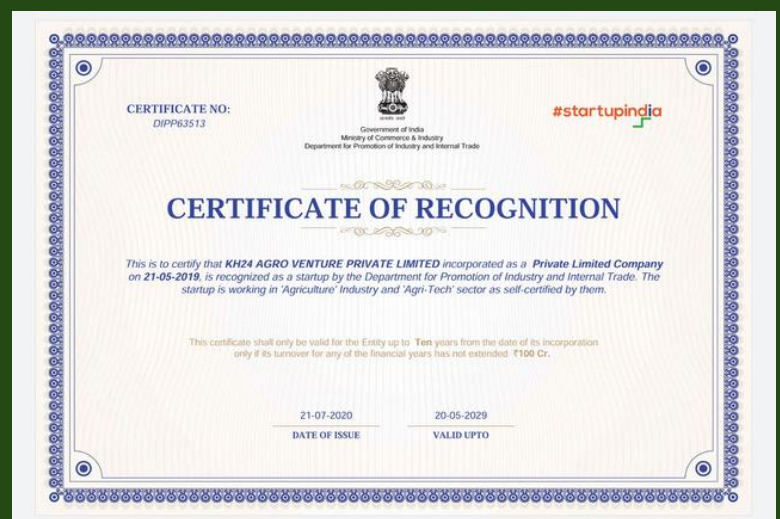 CERTIFICATE NO:
DIPP63513
Government of India
Ministry of Commerce & Industry
Department for Promotion of Industry and Internal Trade
#startupindia
CERTIFICATE OF RECOGNITION
This is to certify that KH24 AGRO VENTURE PRIVATE LIMITED incorporated as a Private Limited Company
on 21-05-2019, is recognized as a startup by the Department for Promotion of Industry and Internal Trade. The
startup is working in 'Agriculture' Industry and 'Agri-Tech' sector as self-certified by them.
This certificate shall only be valid for the Entity up to Ten years from the date of its incorporation
only if its turnover for any of the financial years has not extended ₹100 Cr.
21-07-2020
DATE OF ISSUE
20-05-2029
VALID UPTO